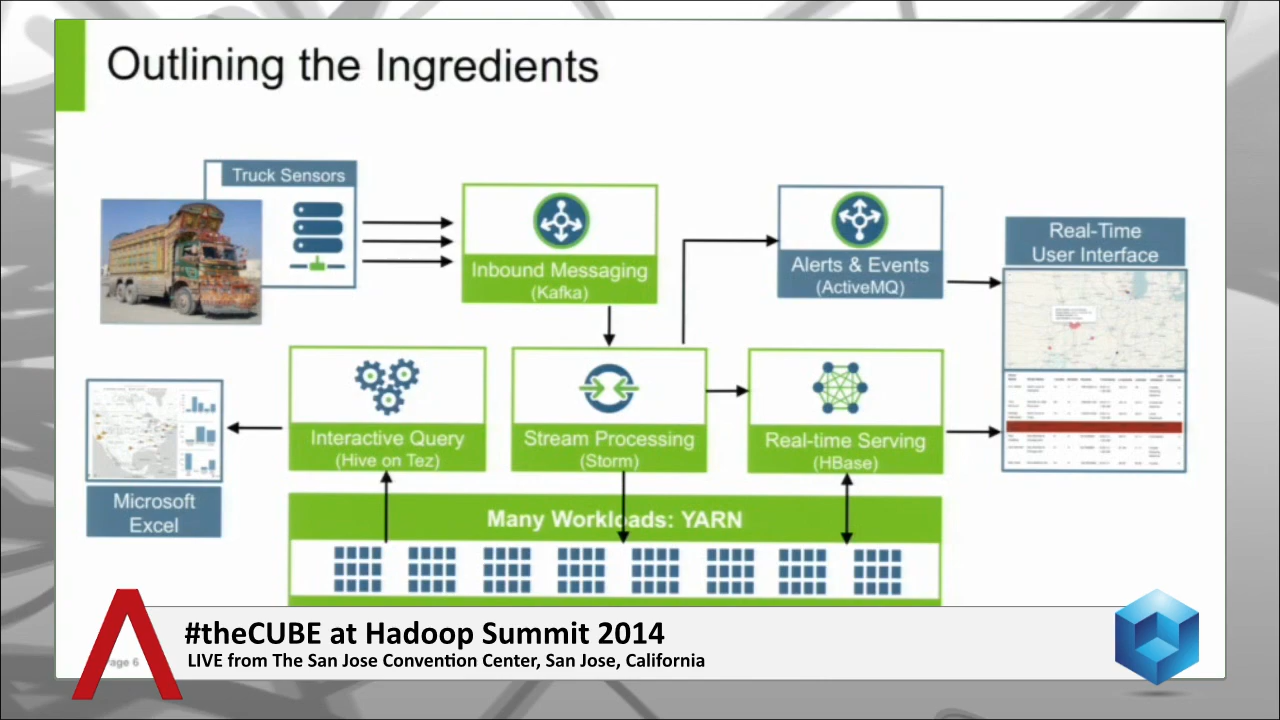 Outlining the Ingredients
Truck Sensors
Inbound Messaging
(Kafka)
Alerts & Events
(ActiveMQ)
Real-Time
User Interface
Interactive Query
(Hive on Tez)
Stream Processing
(Storm)
Real-time Serving
(HBase)
Microsoft
Excel
Many Workloads: YARN
#theCUBE at Hadoop Summit 2014
LIVE from The San Jose Convention Center, San Jose, California
age 6